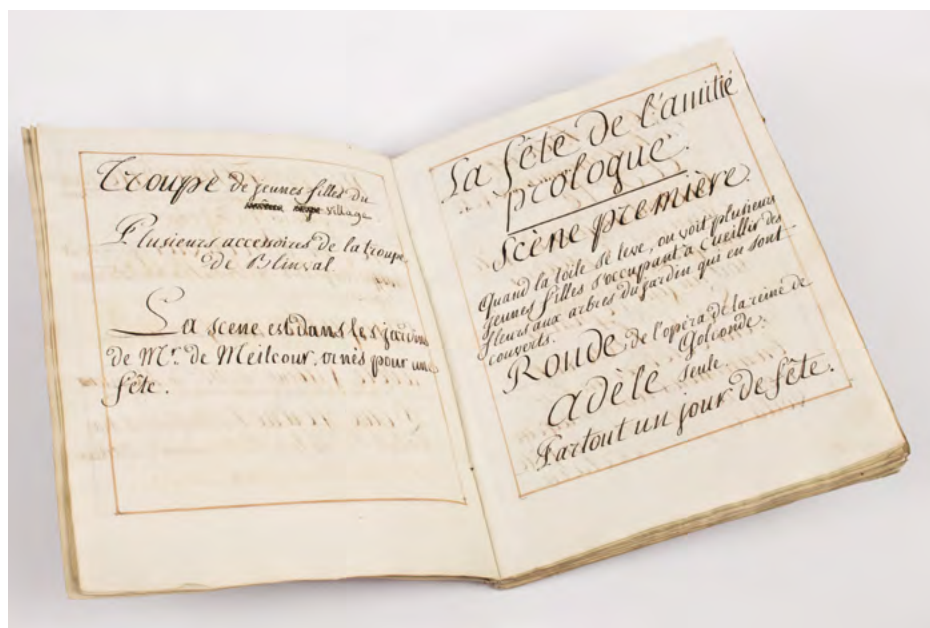 Troupe de jeunes filles du
village
Plusieurs accessoires de la troupe
de Blinval
La scene est dans les jardins
de Mr. de Meilcour, ornés pour une
fête.
La fête de l'amitié
prologue.
Scène première.
Quand la toile se leve, on voit plusieurs
jeunes filles s'occupant a cueillir des
fleurs aux arbres du jardin qui en sont
couverts.
Ronde de l'opéra de la reine de
Golconde.
Adèle seule.
Partout un jour de fête.